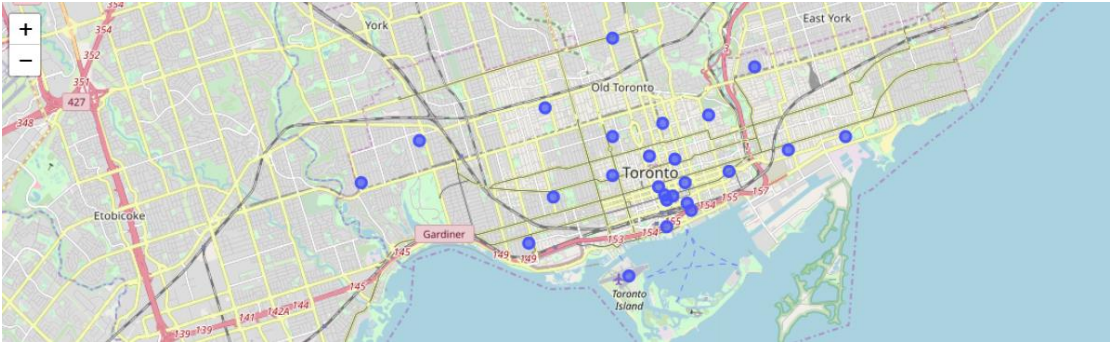 +
−
354
354
352
351
427
348
York
East York
Old Toronto
Toronto
157
155
154
155
154
153
Etobicoke
Gardiner
149
149
145
145
144
142A
141
139
139
Toronto
Island